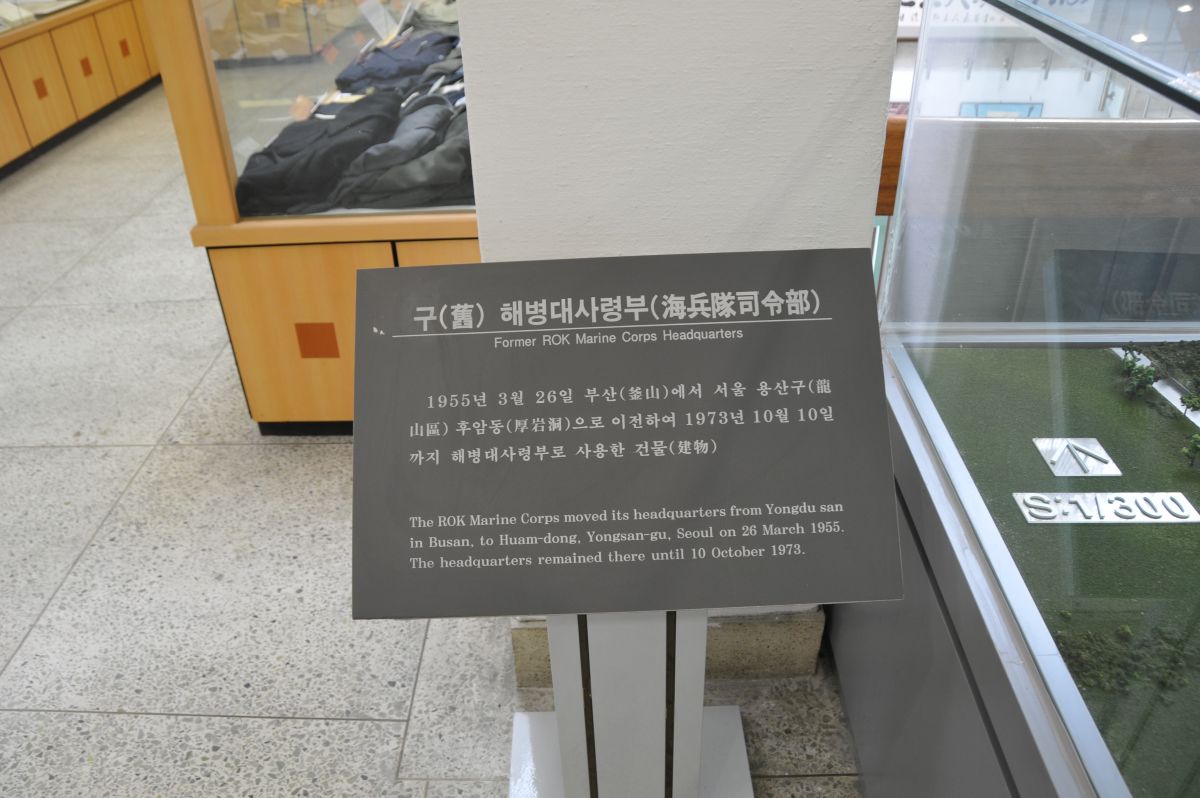 구(舊) 해병대사령부(海兵隊司令部)
Former ROK Marine Corps Headquarters
1955년 3월 26일 부산(釜山)에서 서울 용산구(龍
山區) 후암동(厚岩洞)으로 이전하여 1973년 10월 10일
까지 해병대사령부로 사용한 건물(建物)
The ROK Marine Corps moved its headquarters from Yongdu san
in Busan, to Huam-dong, Yongsan-gu, Seoul on 26 March 1955.
The headquarters remained there until 10 October 1973.
S:1/300